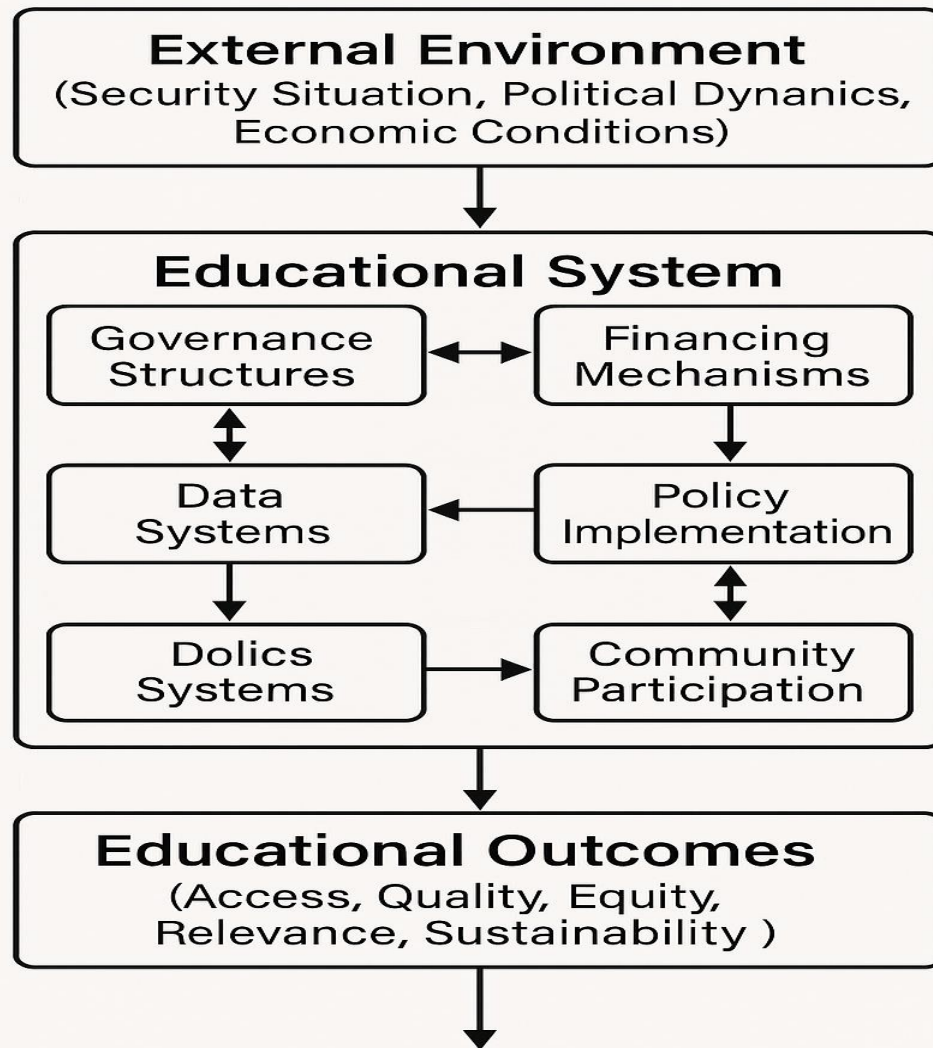 External Environment
(Security Situation, Political Dynanics,
Economic Conditions)
Educational System
Governance
Structures
Financing
Mechanisms
Data
Systems
Policy
Implementation
Dolics
Systems
Community
Participation
Educational Outcomes
(Access, Quality, Equity,
Relevance, Sustainability )